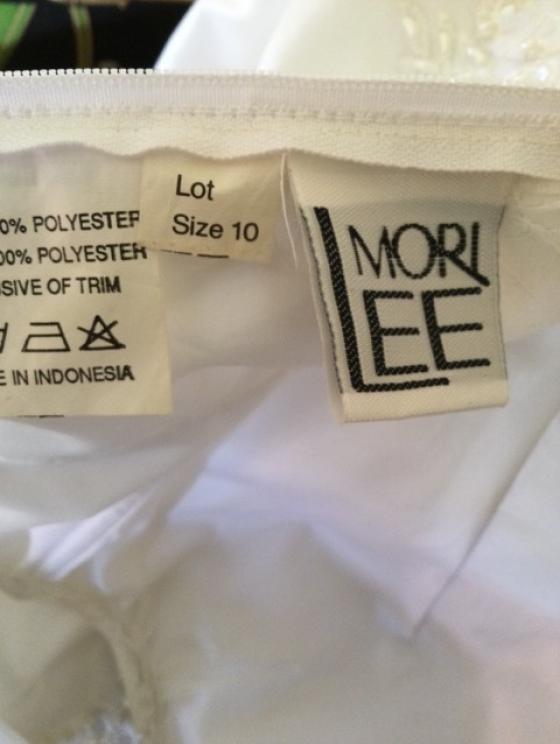 0% POLYESTER
00% POLYESTER
SIVE OF TRIM
E IN INDONESIA
Lot
Size 10
MORI
LEE